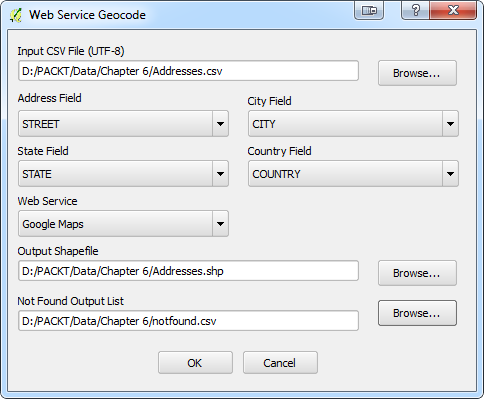 Web Service Geocode
Input CSV File (UTF-8)
D:/PACKT/Data/Chapter 6/Addresses.csv
Browse...
Address Field
City Field
STREET
CITY
State Field
Country Field
STATE
COUNTRY
Web Service
Google Maps
Output Shapefile
D:/PACKT/Data/Chapter 6/Addresses.shp
Browse...
Not Found Output List
D:/PACKT/Data/Chapter 6/notfound.csv
Browse...
OK
Cancel